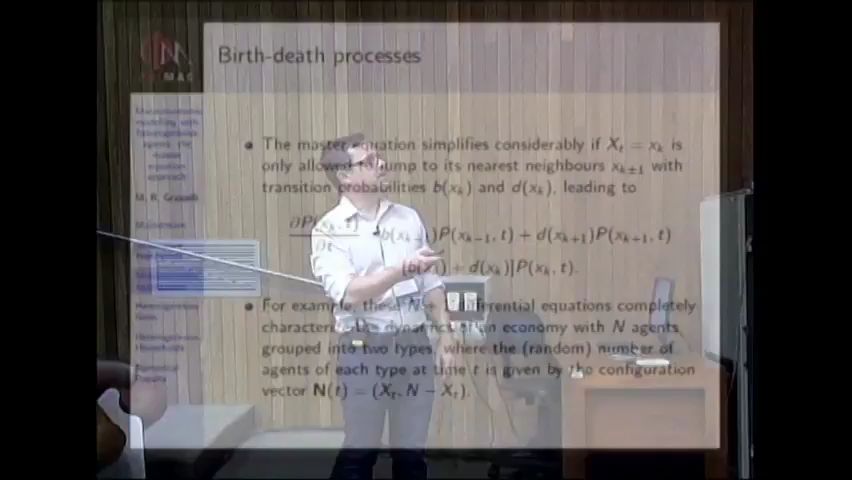 Birth-death processes
The master equation simplifies considerably if X_t = x_k is
only allowed to jump to its nearest neighbours x_{k±1} with
transition probabilities b(x_k) and d(x_k), leading to
∂P(x_k, t)
∂t
b(x_{k-1})P(x_{k-1}, t) + d(x_{k+1})P(x_{k+1}, t)
[b(x_k) + d(x_k)]P(x_k, t).
For example, these N + 1 differential equations completely
characterize the dynamics of an economy with N agents
grouped into two types, where the (random) number of
agents of each type at time t is given by the configuration
vector N(t) = (X_t, N − X_t).
M. R. Grasselli